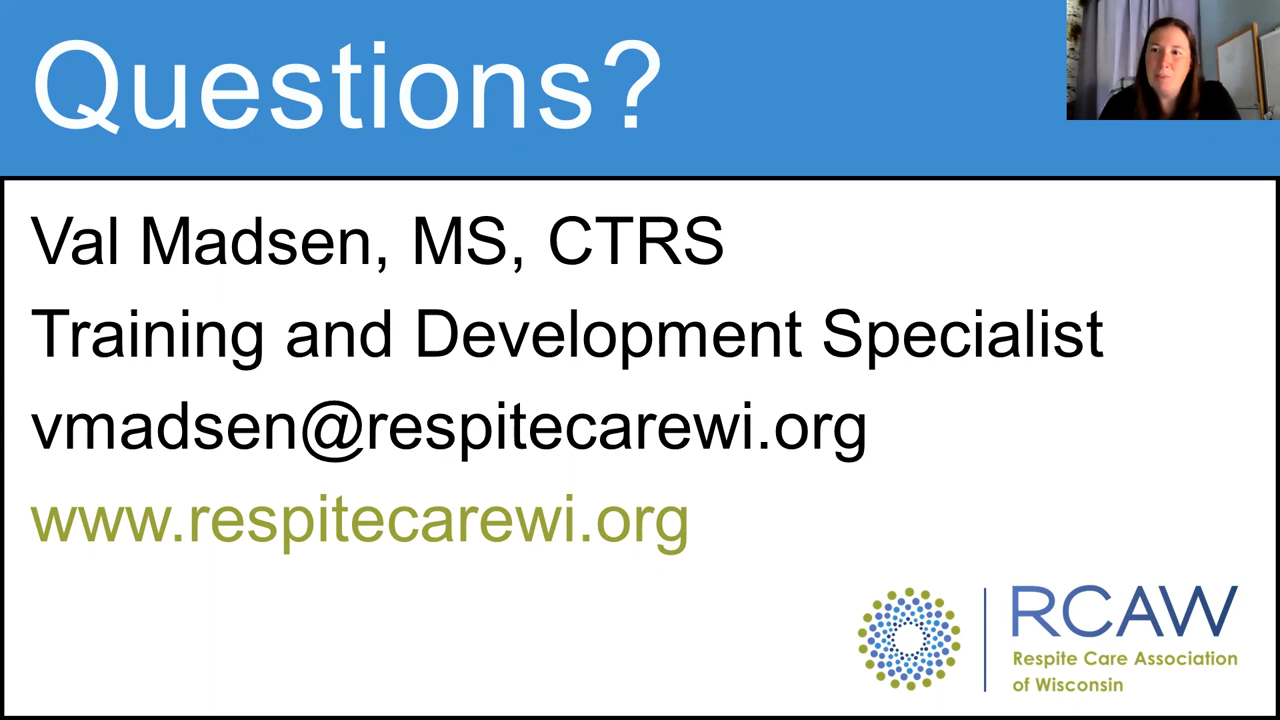 Questions?
Val Madsen, MS, CTRS
Training and Development Specialist
vmadsen@respitecarewi.org
www.respitecarewi.org
RCAW
Respite Care Association
of Wisconsin